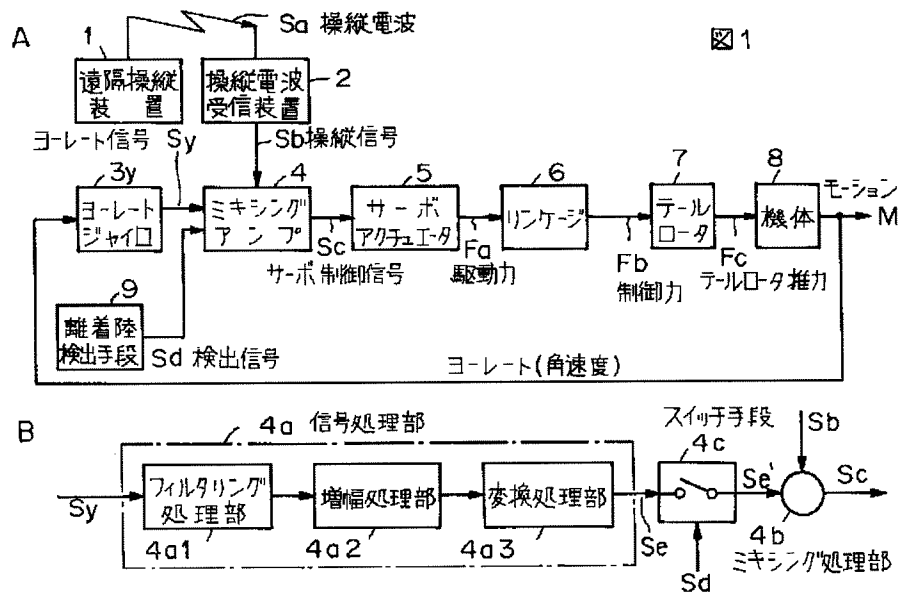 A
Sa 操縦電波
図1
1
遠隔操縦
装置
操縦電波
受信装置
2
ヨーレート信号
Sy
Sb操縦信号
3y
ヨーレート
ジャイロ
4
ミキシング
アンプ
Sc
サーボ制御信号
5
サーボ
アクチュエータ
Fa
駆動力
6
リンケージ
Fb
制御力
7
テール
ロータ
Fc
テールロータ推力
8
機体
モーション
M
9
離着陸
検出手段
Sd 検出信号
ヨーレート(角速度)
B
4a 信号処理部
Sy
フィルタリング
処理部
4a1
増幅処理部
4a2
変換処理部
4a3
Se
スイッチ手段
4c
Sd
Se'
Sb
Sc
4b
ミキシング処理部